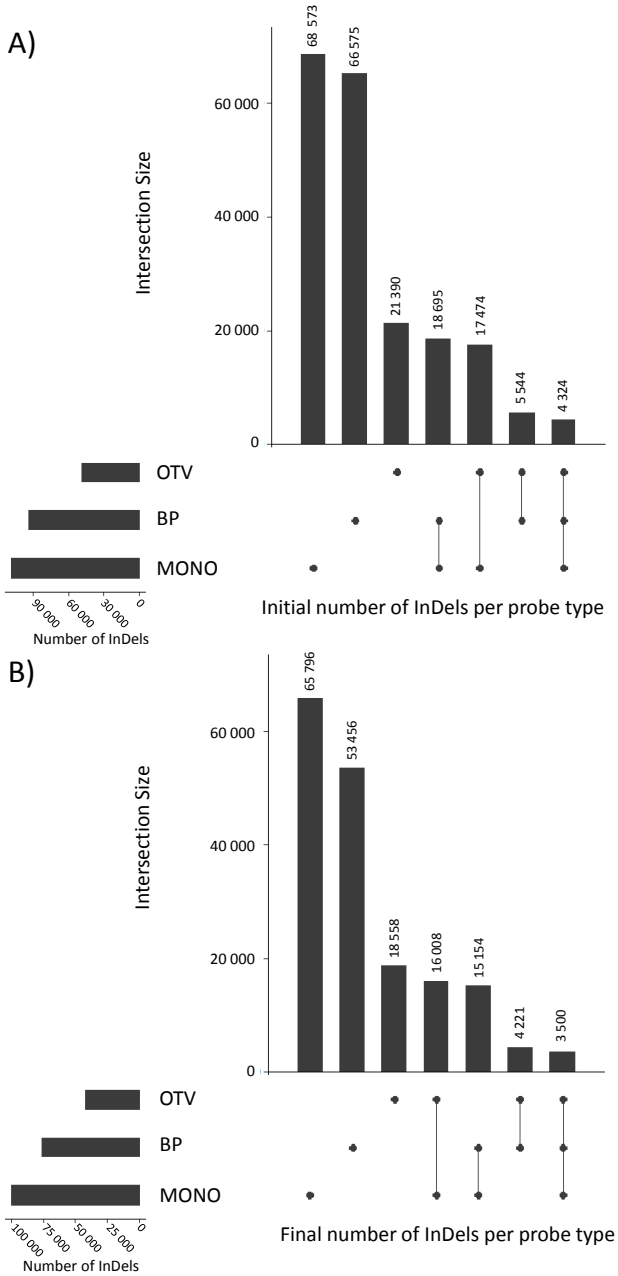 A)
68 573
66 575
21 390
18 695
17 474
5 544
4 324
Intersection Size
60 000
40 000
20 000
0
OTV
BP
MONO
90 000
60 000
30 000
0
Number of InDels
Initial number of InDels per probe type
B)
65 796
53 456
18 558
16 008
15 154
4 221
3 500
Intersection Size
60 000
40 000
20 000
0
OTV
BP
MONO
100 000
75 000
50 000
25 000
0
Number of InDels
Final number of InDels per probe type